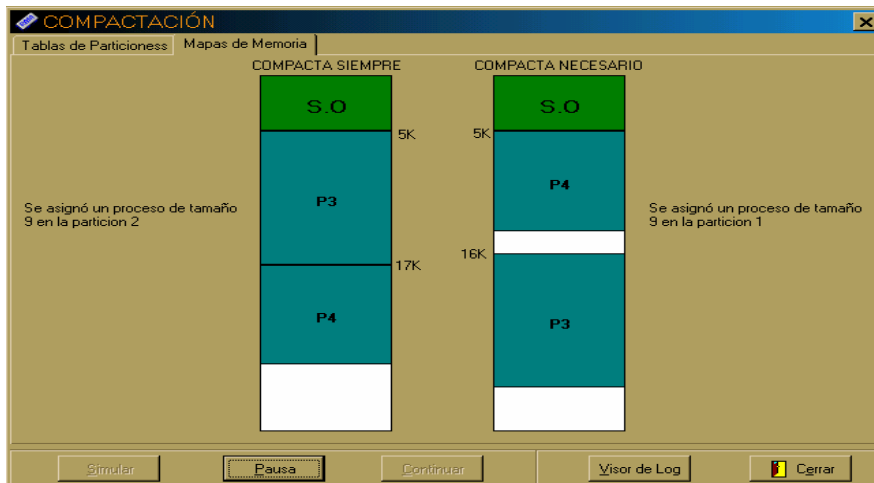 COMPACTACIÓN
Tablas de Particioness
Mapas de Memoria
COMPACTA SIEMPRE
COMPACTA NECESARIO
S.O
S.O
5K
5K
P3
P4
Se asignó un proceso de tamaño
9 en la particion 2
Se asignó un proceso de tamaño
9 en la particion 1
16K
17K
P4
P3
Simular
Pausa
Continuar
Visor de Log
Cerrar